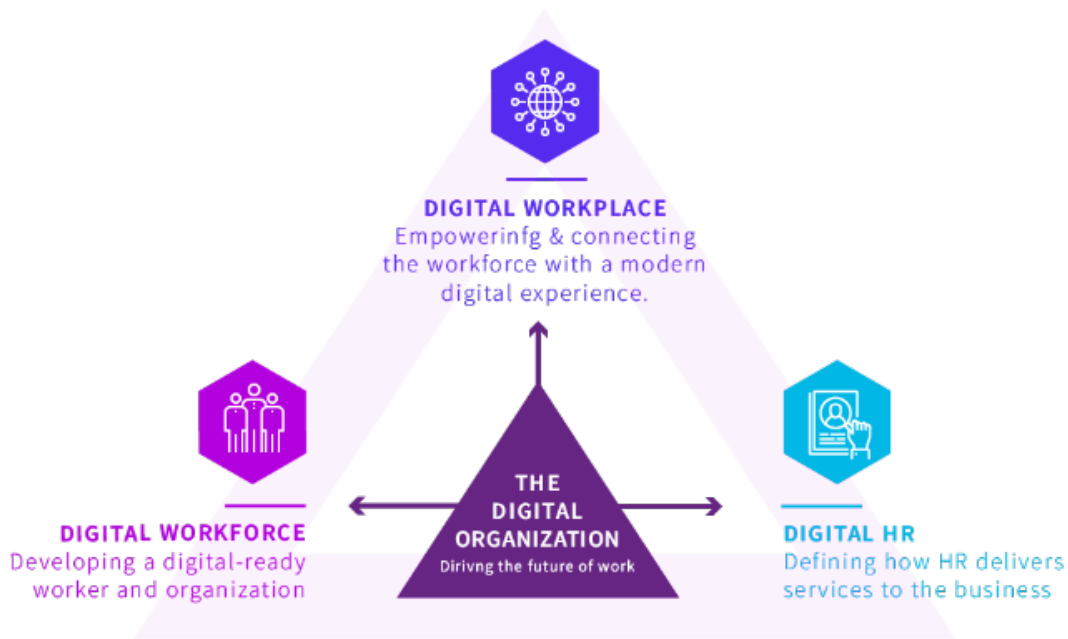 DIGITAL WORKPLACE
Empowerinfg & connecting
the workforce with a modern
digital experience.
THE
DIGITAL
ORGANIZATION
Dirivng the future of work
DIGITAL WORKFORCE
Developing a digital-ready
worker and organization
DIGITAL HR
Defining how HR delivers
services to the business